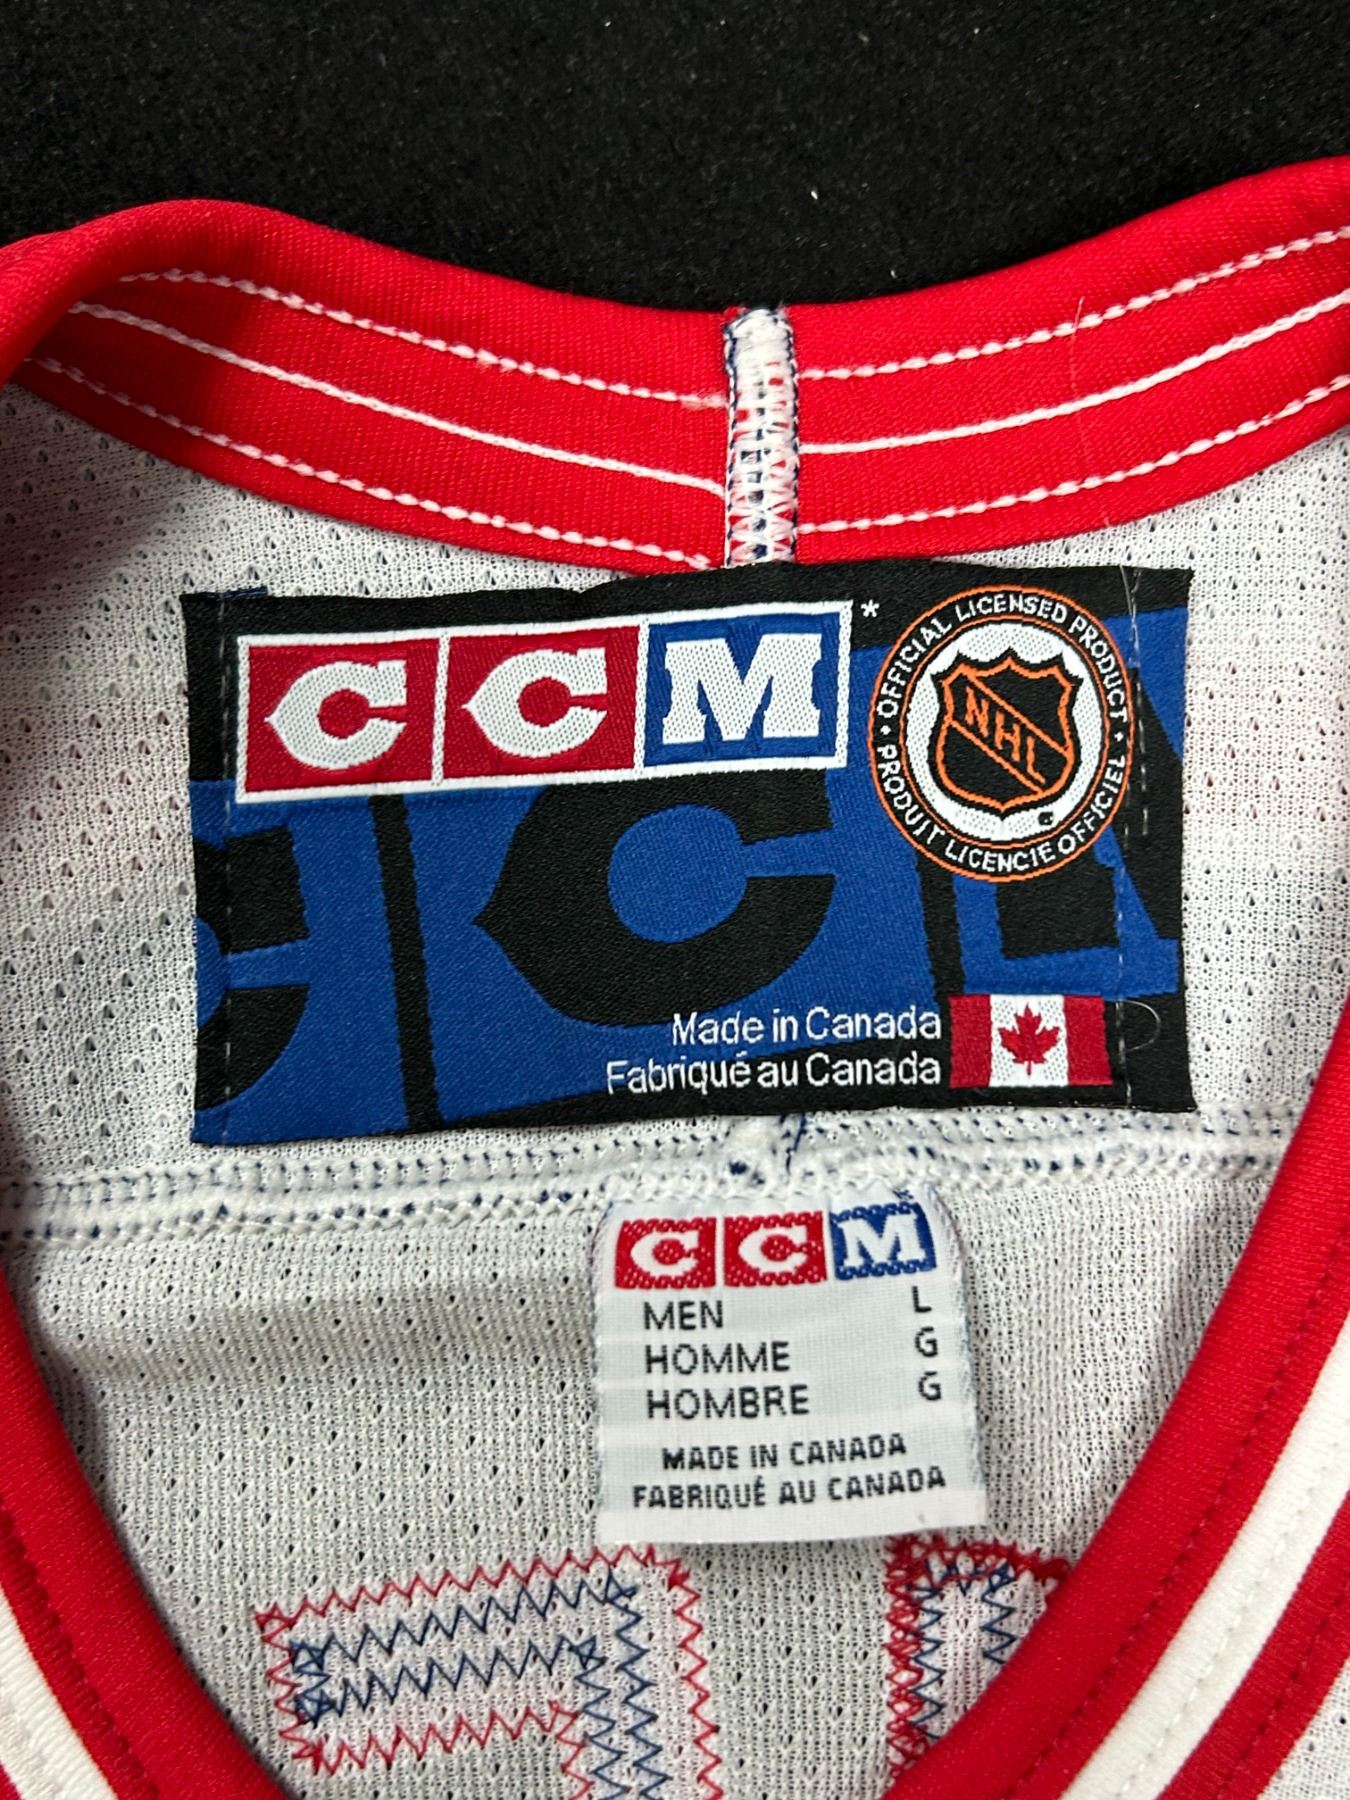 CCM*
• OFFICIAL LICENSED PRODUCT •
NHL
PRODUIT LICENCIE OFFICIEL
Made in Canada
Fabriqué au Canada
CCM*
MEN L
HOMME G
HOMBRE G
MADE IN CANADA
FABRIQUÉ AU CANADA